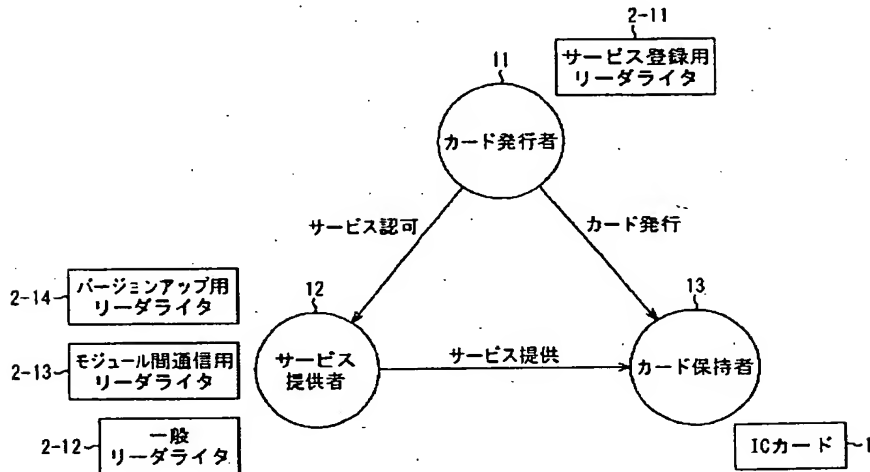 2-11
サービス登録用
リーダライタ
11
カード発行者
サービス認可
カード発行
2-14
バージョンアップ用
リーダライタ
12
13
2-13
モジュール間通信用
リーダライタ
サービス
提供者
サービス提供
カード保持者
2-12
一般
リーダライタ
ICカード
1